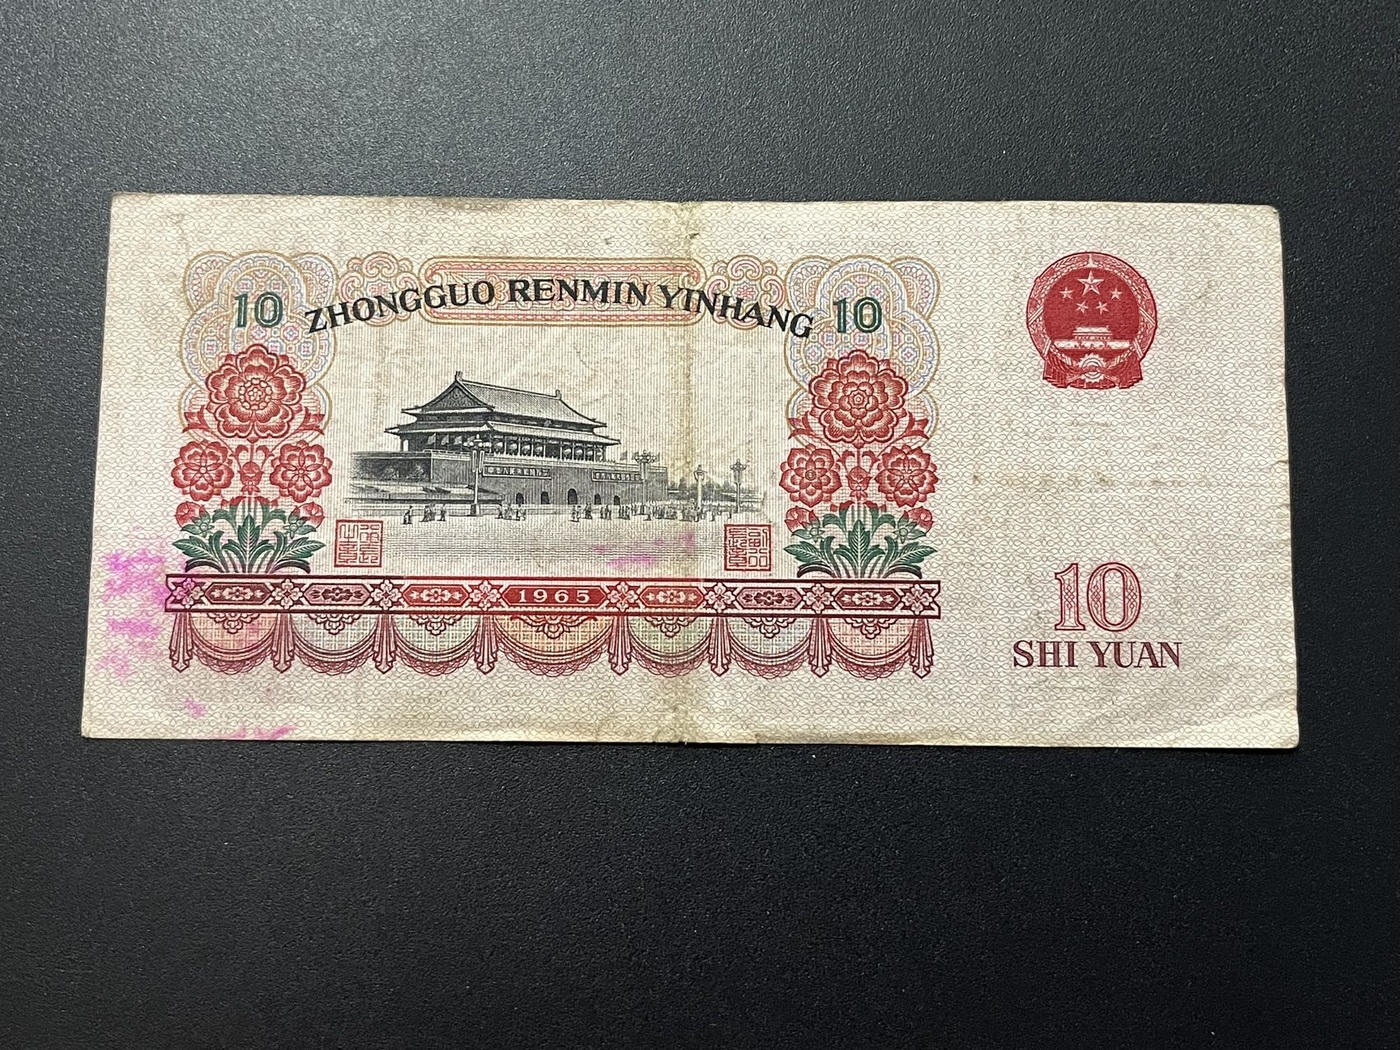 10 ZHONGGUO RENMIN YINHANG 10
1965
10
SHI YUAN